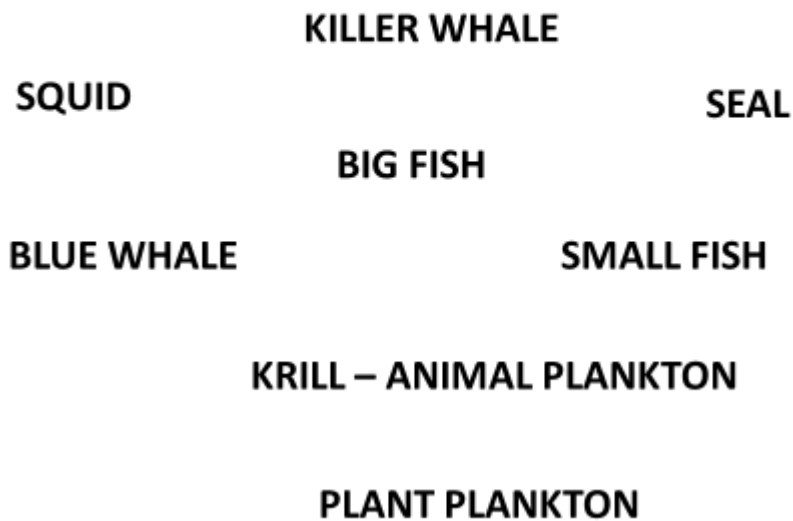 KILLER WHALE
SQUID
SEAL
BIG FISH
BLUE WHALE
SMALL FISH
KRILL – ANIMAL PLANKTON
PLANT PLANKTON